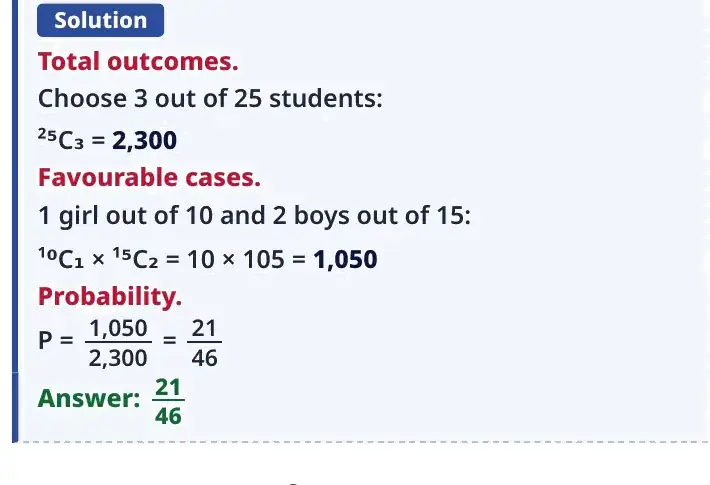 Solution
Total outcomes.
Choose 3 out of 25 students:
²⁵C₃ = 2,300
Favourable cases.
1 girl out of 10 and 2 boys out of 15:
¹⁰C₁ × ¹⁵C₂ = 10 × 105 = 1,050
Probability.
P = 1,050/2,300 = 21/46
Answer: 21/46